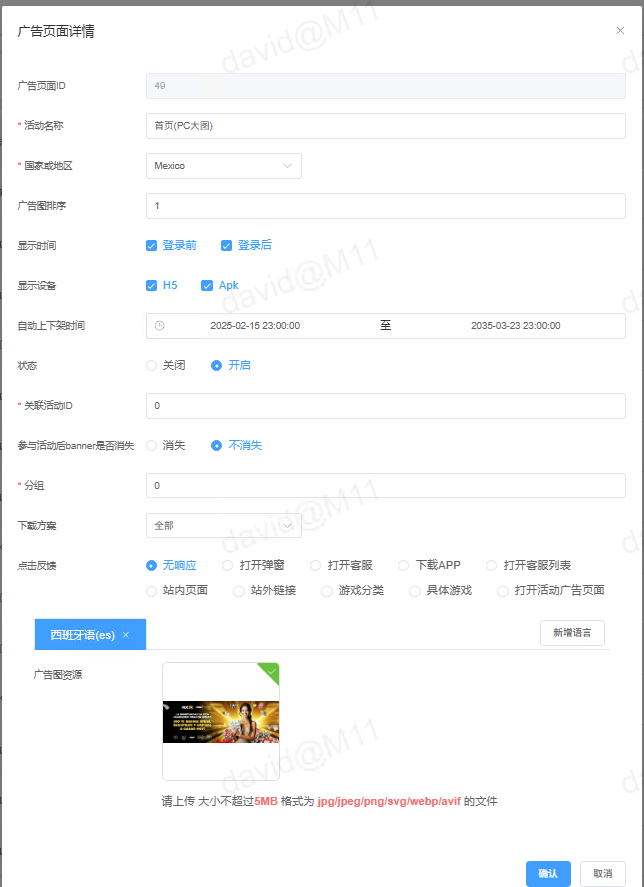 广告页面详情
广告页面ID 49
* 活动名称 首页(PC大图)
* 国家或地区 Mexico
广告图排序 1
显示时间 登录前 登录后
显示设备 H5 Apk
自动上下架时间 2025-02-15 23:00:00 至 2035-03-23 23:00:00
状态 关闭 开启
* 关联活动ID 0
参与活动后banner是否消失 消失 不消失
* 分组 0
下载方案 全部
点击反馈 无响应 打开弹窗 打开客服 下载APP 打开客服列表
站内页面 站外链接 游戏分类 具体游戏 打开活动广告页面
西班牙语(es) ×
新增语言
广告图资源
请上传 大小不超过5MB 格式为 jpg/jpeg/png/svg/webp/avif 的文件
确认 取消
david@M11
david@M11
david@M11
david@M11